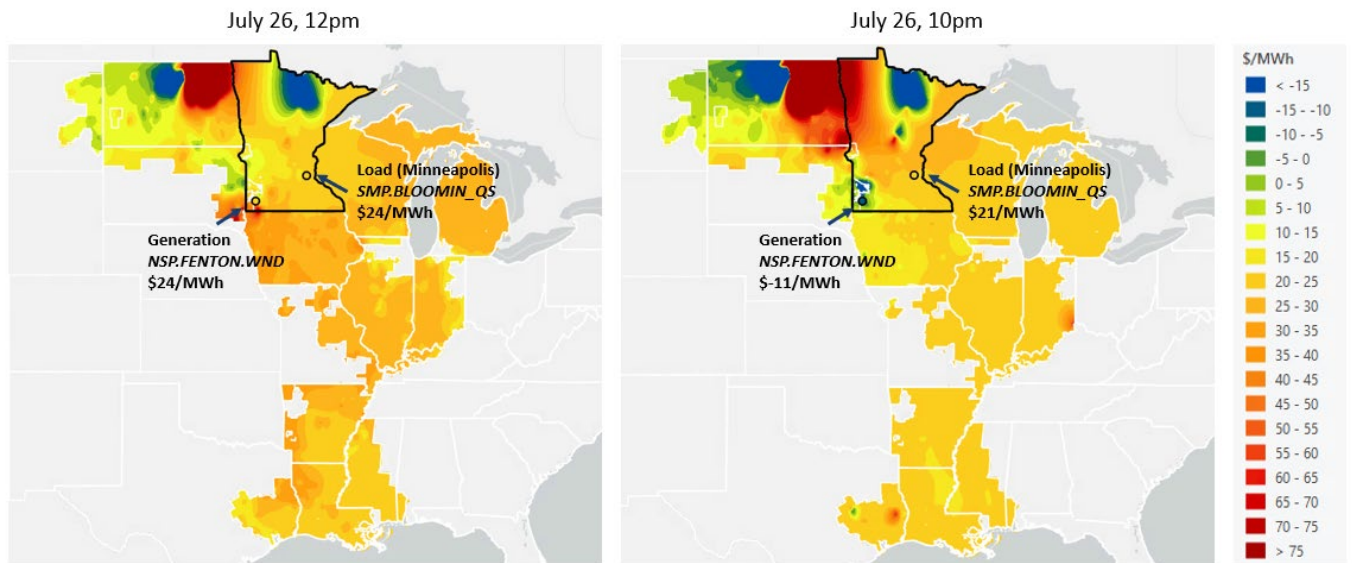 July 26, 12pm
July 26, 10pm
Load (Minneapolis)
SMP.BLOOMIN_QS
$24/MWh
Generation
NSP.FENTON.WND
$24/MWh
Load (Minneapolis)
SMP.BLOOMIN_QS
$21/MWh
Generation
NSP.FENTON.WND
$-11/MWh
$/MWh
< -15
-15 - -10
-10 - -5
-5 - 0
0 - 5
5 - 10
10 - 15
15 - 20
20 - 25
25 - 30
30 - 35
35 - 40
40 - 45
45 - 50
50 - 55
55 - 60
60 - 65
65 - 70
70 - 75
> 75